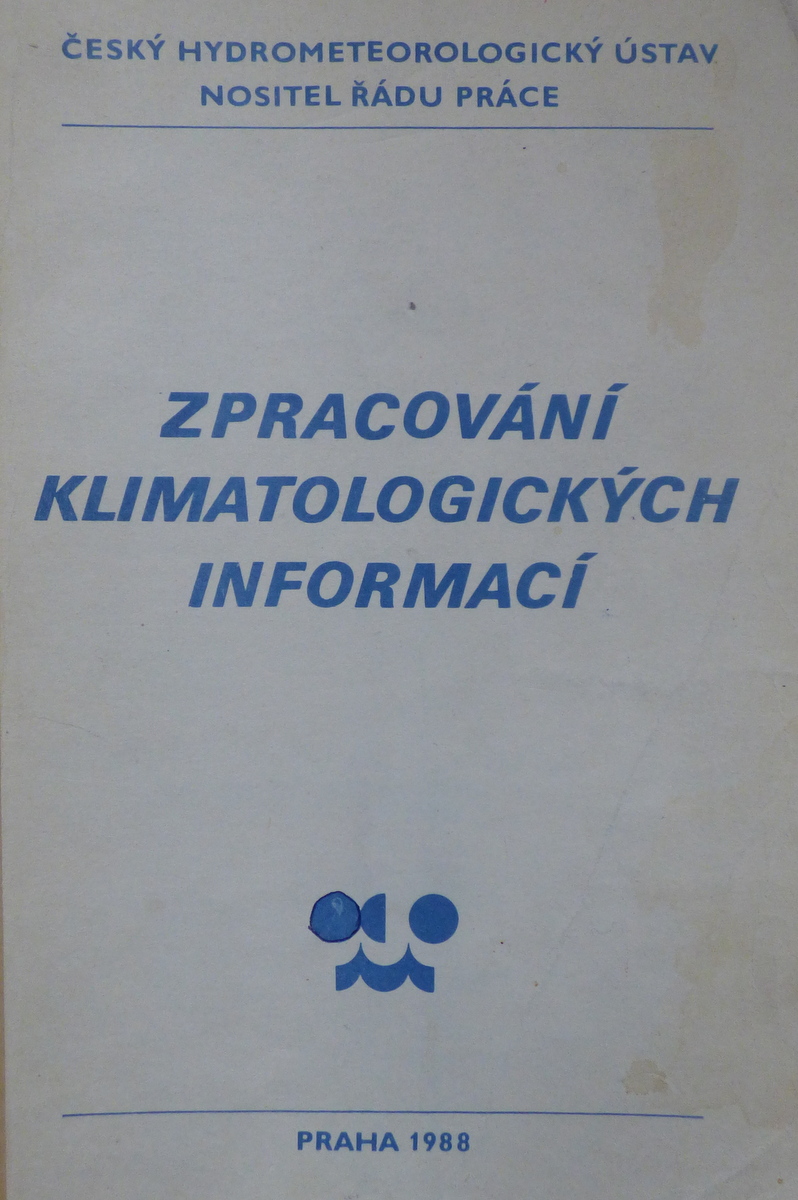 ČESKÝ HYDROMETEOROLOGICKÝ ÚSTAV
NOSITEL ŘÁDU PRÁCE
ZPRACOVÁNÍ
KLIMATOLOGICKÝCH
INFORMACÍ
PRAHA 1988